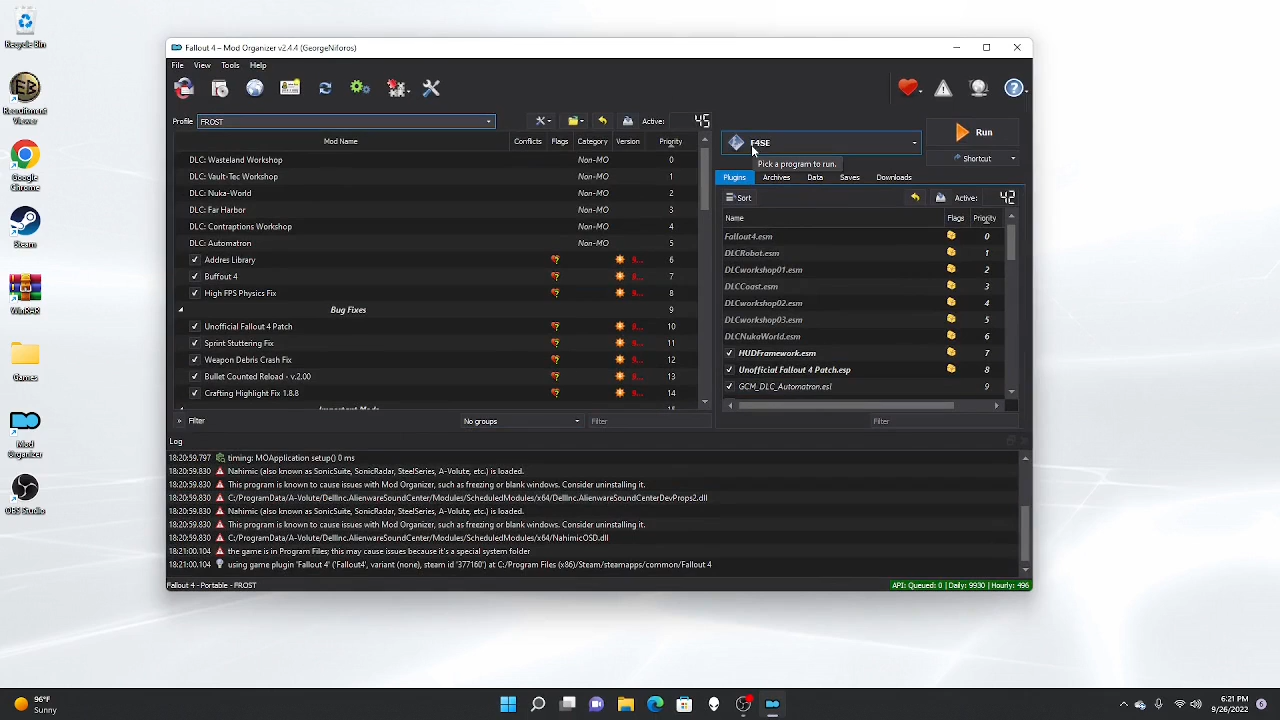 Recycle Bin
Recruitment
Viewer
Google
Chrome
Steam
WinRAR
Games
Mod
Organizer
OBS Studio
Fallout 4 – Mod Organizer v2.4.4 (GeorgeNiforos)
File View Tools Help
Profile FROST Active: 45
Mod Name Conflicts Flags Category Version Priority
DLC: Wasteland Workshop Non-MO 0
DLC: Vault-Tec Workshop Non-MO 1
DLC: Nuka-World Non-MO 2
DLC: Far Harbor Non-MO 3
DLC: Contraptions Workshop Non-MO 4
DLC: Automatron Non-MO 5
Addres Library 9... 6
Buffout 4 9... 7
High FPS Physics Fix 9... 8
Bug Fixes 9
Unofficial Fallout 4 Patch 9... 10
Sprint Stuttering Fix 9... 11
Weapon Debris Crash Fix 9... 12
Bullet Counted Reload - v.2.00 9... 13
Crafting Highlight Fix 1.8.8 9... 14
Important Mods 15
Filter No groups Filter
F4SE
Run
Pick a program to run.
Shortcut
Plugins Archives Data Saves Downloads
Sort Active: 42
Name Flags Priority
Fallout4.esm 0
DLCRobot.esm 1
DLCworkshop01.esm 2
DLCCoast.esm 3
DLCworkshop02.esm 4
DLCworkshop03.esm 5
DLCNukaWorld.esm 6
HUDFramework.esm 7
Unofficial Fallout 4 Patch.esp 8
GCM_DLC_Automatron.esl 9
Filter
Log
18:20:59.797 timing: MOApplication setup() 0 ms
18:20:59.830 Nahimic (also known as SonicSuite, SonicRadar, SteelSeries, A-Volute, etc.) is loaded.
18:20:59.830 This program is known to cause issues with Mod Organizer, such as freezing or blank windows. Consider uninstalling it.
18:20:59.830 C:/ProgramData/A-Volute/DellInc.AlienwareSoundCenter/Modules/ScheduledModules/x64/DellInc.AlienwareSoundCenterDevProps2.dll
18:20:59.830 Nahimic (also known as SonicSuite, SonicRadar, SteelSeries, A-Volute, etc.) is loaded.
18:20:59.830 This program is known to cause issues with Mod Organizer, such as freezing or blank windows. Consider uninstalling it.
18:20:59.830 C:/ProgramData/A-Volute/DellInc.AlienwareSoundCenter/Modules/ScheduledModules/x64/NahimicOSD.dll
18:21:00.104 the game is in Program Files; this may cause issues because it's a special system folder
18:21:00.104 using game plugin 'Fallout 4' ('Fallout4', variant (none), steam id '377160') at C:/Program Files (x86)/Steam/steamapps/common/Fallout 4
Fallout 4 - Portable - FROST API: Queued: 0 | Daily: 9930 | Hourly: 496
96°F
Sunny
6:21 PM
9/26/2022